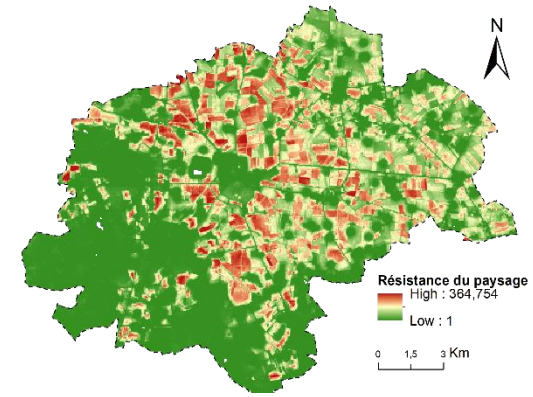 N
Résistance du paysage
High : 364,754
Low : 1
0 1,5 3 Km